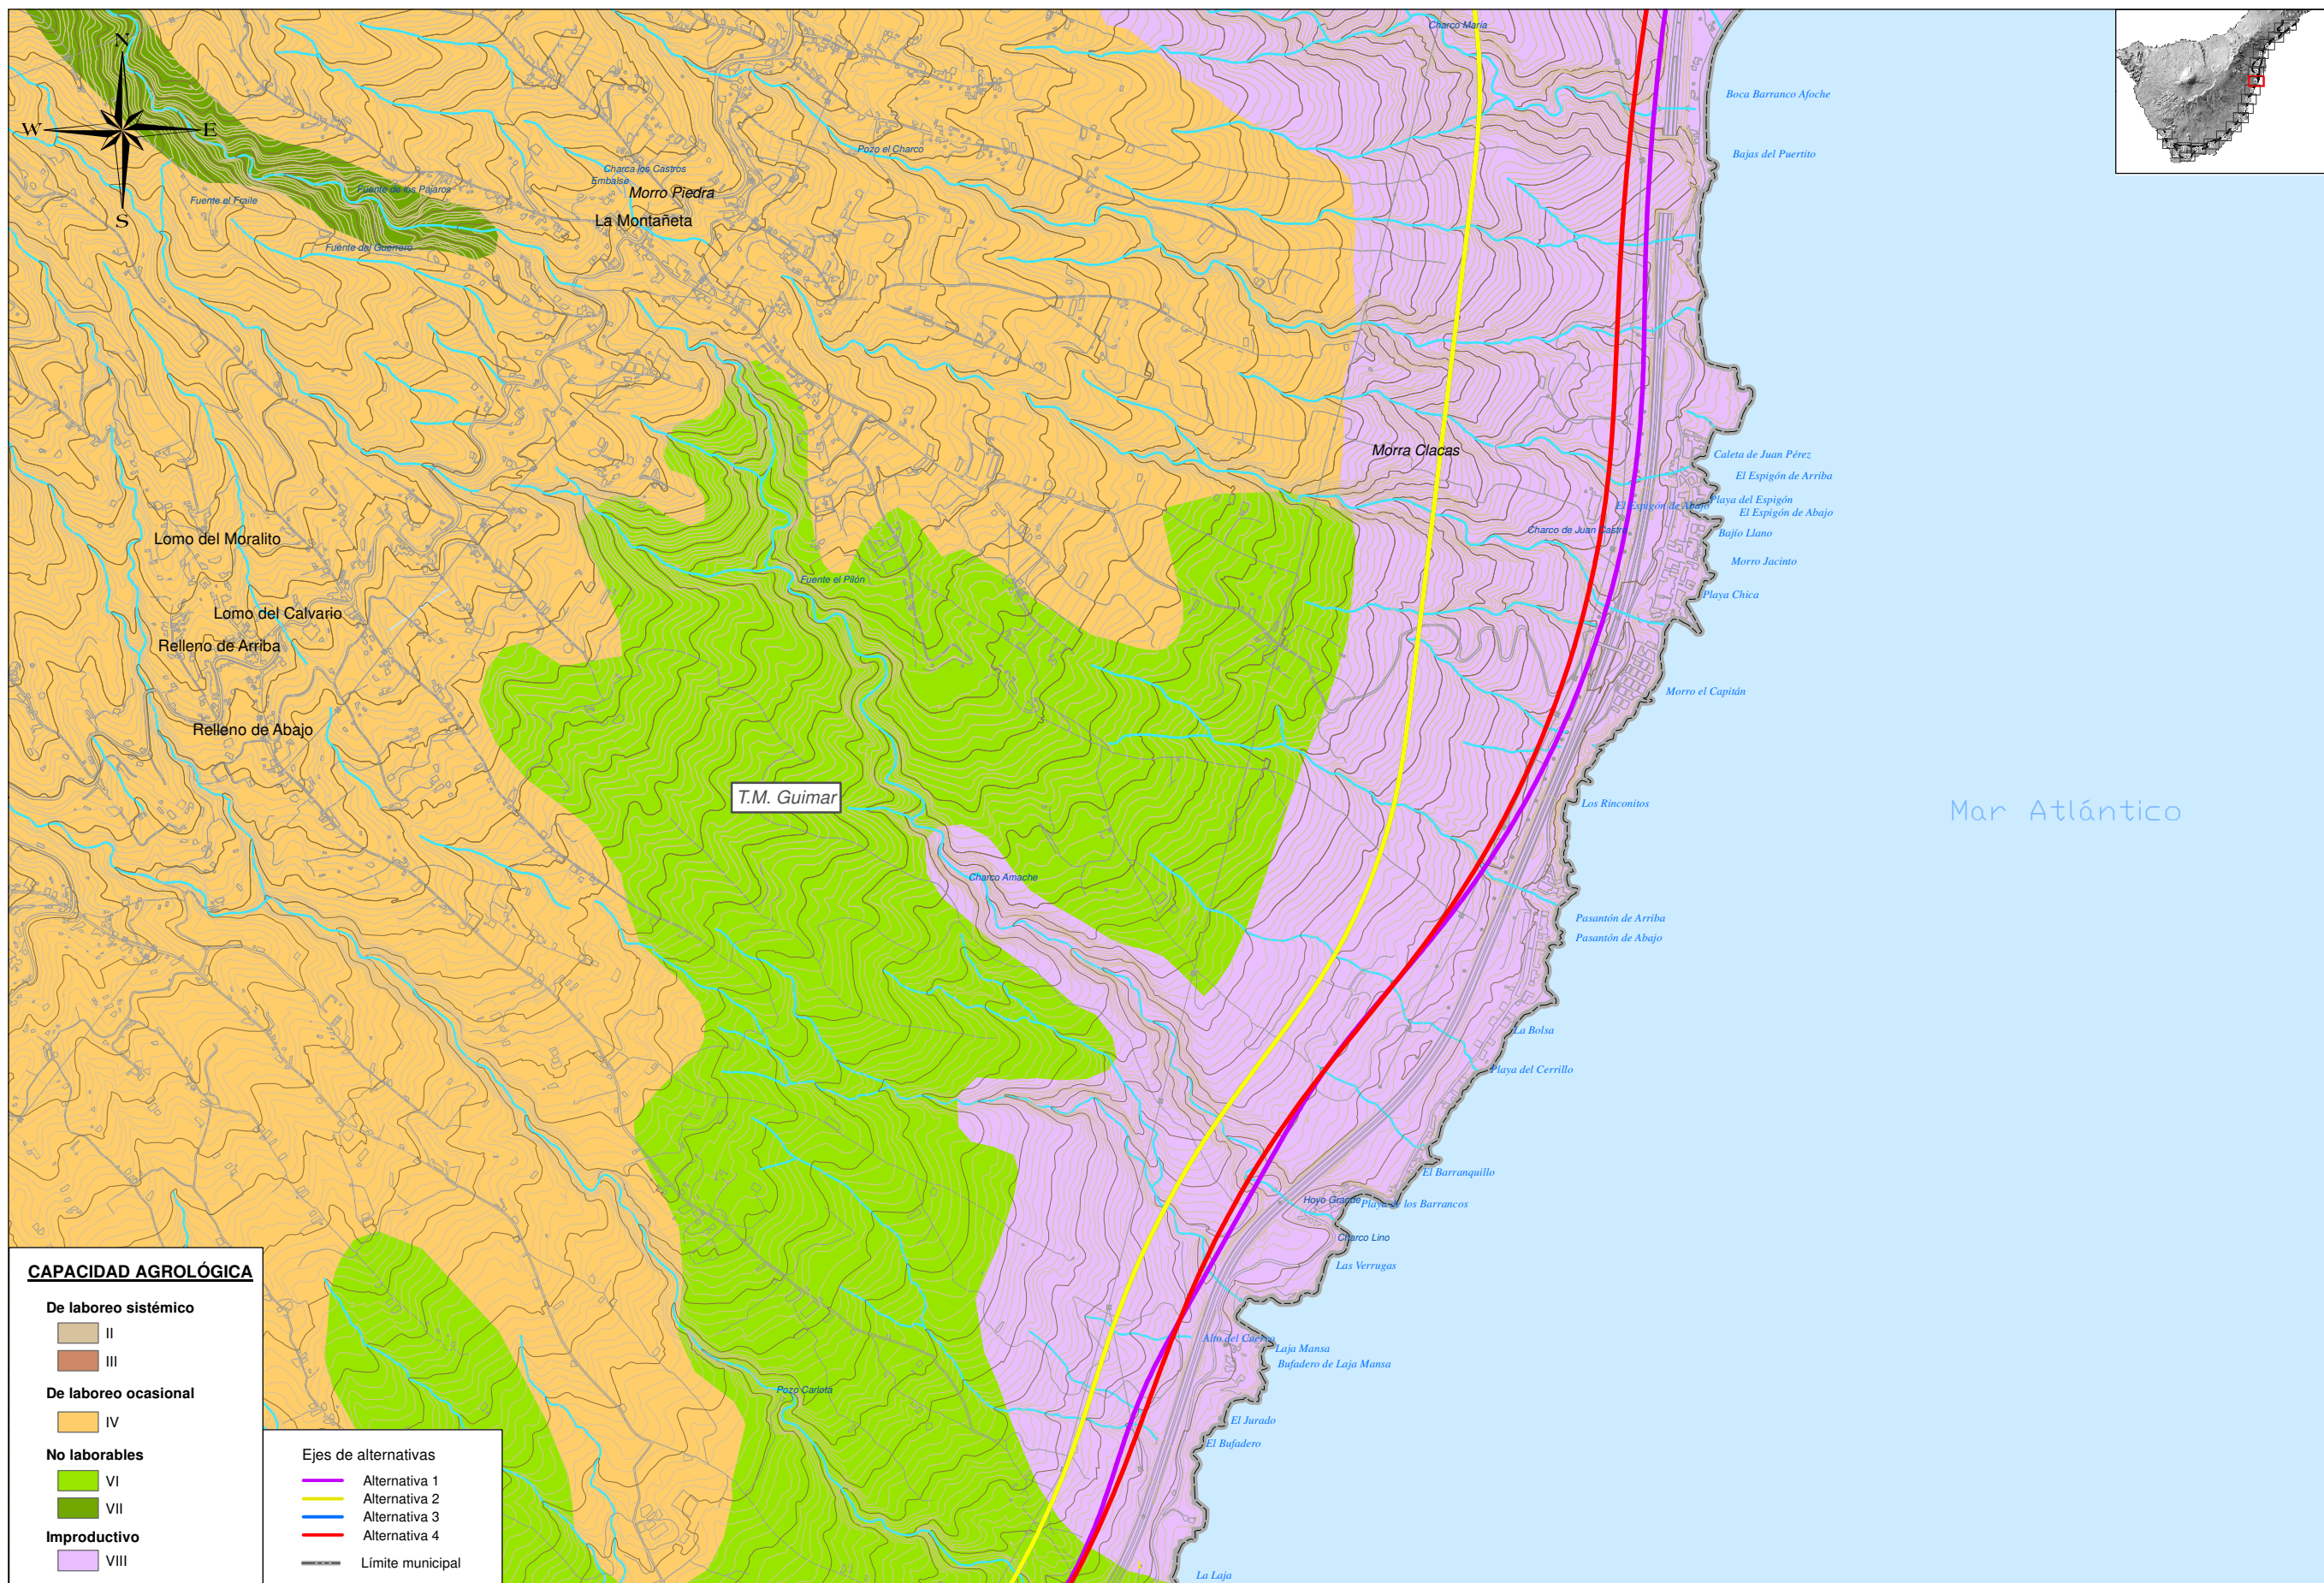 N
W
E
S
Charco María
Boca Barranco Afoche
Bajas del Puertito
Pozo el Charco
Charca los Castros
Embalse
Morro Piedra
La Montañeta
Fuente de los Pájaros
Fuente el Fraile
Fuente del Guerrero
Morra Clacas
Caleta de Juan Pérez
El Espigón de Arriba
Playa del Espigón
El Espigón de Abajo
El Espigón de Abajo
Charco de Juan Castro
Bajío Llano
Morro Jacinto
Playa Chica
Lomo del Moralito
Fuente el Pilón
Lomo del Calvario
Relleno de Arriba
Relleno de Abajo
Morro el Capitán
T.M. Guimar
Los Rinconitos
Mar Atlántico
Charco Amache
Pasantón de Arriba
Pasantón de Abajo
La Bolsa
Playa del Cerrillo
El Barranquillo
Hoyo Grande
Playa de los Barrancos
Charco Lino
Las Verrugas
Alto del Cuervo
Laja Mansa
Bufadero de Laja Mansa
Pozo Carlota
El Jurado
El Bufadero
La Laja
CAPACIDAD AGROLÓGICA
De laboreo sistémico
II
III
De laboreo ocasional
IV
No laborables
VI
VII
Improductivo
VIII
Ejes de alternativas
Alternativa 1
Alternativa 2
Alternativa 3
Alternativa 4
Límite municipal